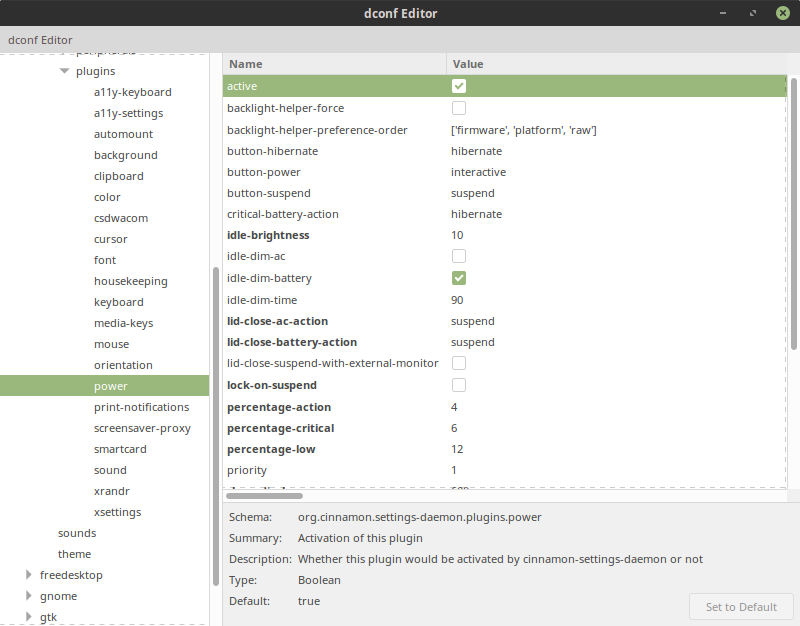 dconf Editor
dconf Editor
plugins
a11y-keyboard
a11y-settings
automount
background
clipboard
color
csdwacom
cursor
font
housekeeping
keyboard
media-keys
mouse
orientation
power
print-notifications
screensaver-proxy
smartcard
sound
xrandr
xsettings
sounds
theme
freedesktop
gnome
gtk
Name Value
active
backlight-helper-force
backlight-helper-preference-order ['firmware', 'platform', 'raw']
button-hibernate hibernate
button-power interactive
button-suspend suspend
critical-battery-action hibernate
idle-brightness 10
idle-dim-ac
idle-dim-battery
idle-dim-time 90
lid-close-ac-action suspend
lid-close-battery-action suspend
lid-close-suspend-with-external-monitor
lock-on-suspend
percentage-action 4
percentage-critical 6
percentage-low 12
priority 1
Schema: org.cinnamon.settings-daemon.plugins.power
Summary: Activation of this plugin
Description: Whether this plugin would be activated by cinnamon-settings-daemon or not
Type: Boolean
Default: true
Set to Default